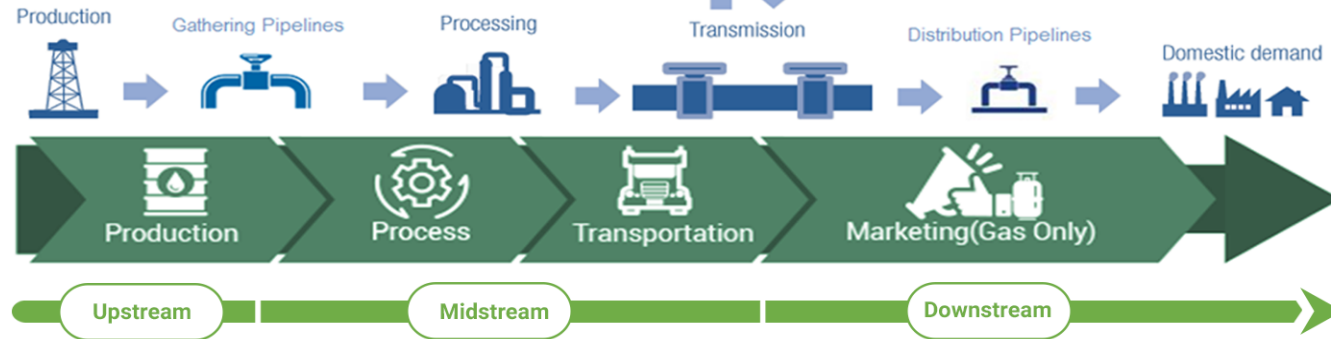 Production
Gathering Pipelines
Processing
Transmission
Distribution Pipelines
Domestic demand
Production
Process
Transportation
Marketing(Gas Only)
Upstream
Midstream
Downstream